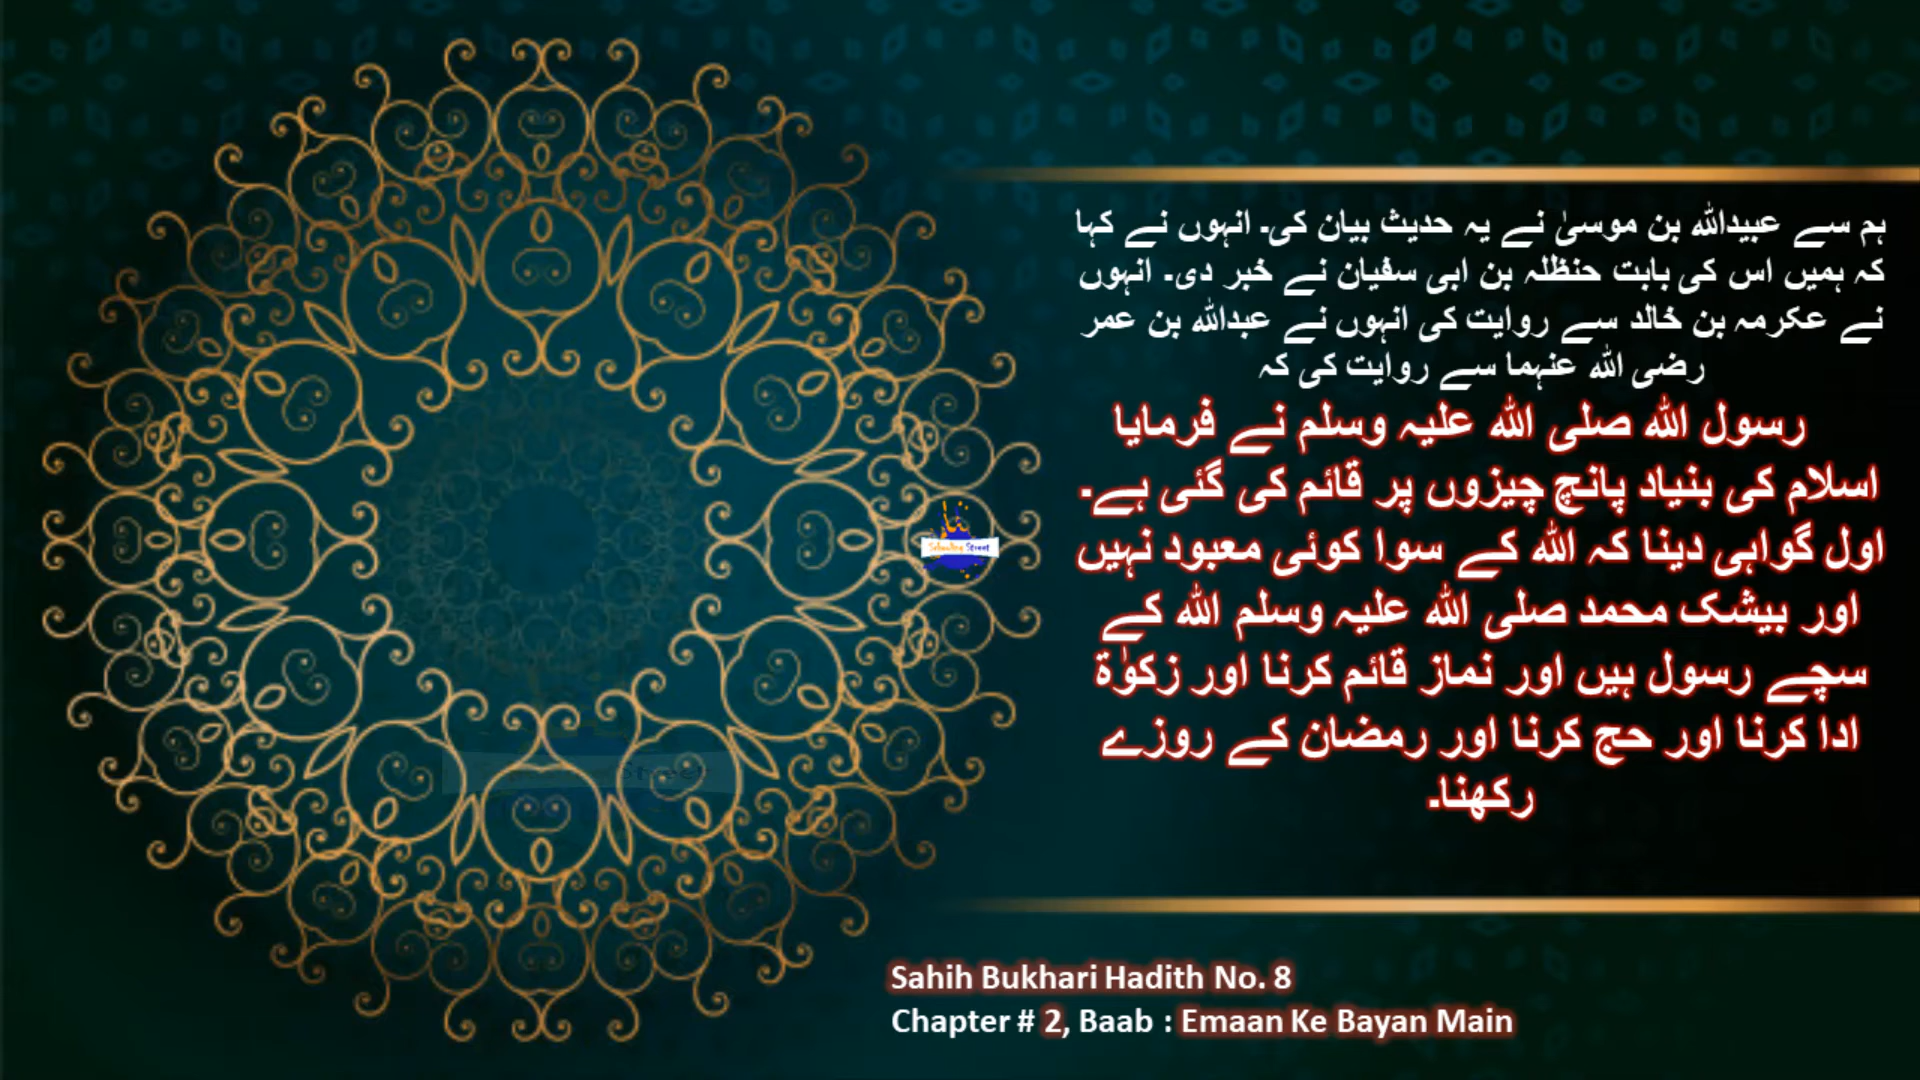 ہم سے عبیداللہ بن موسیٰ نے یہ حدیث بیان کی۔ انہوں نے کہا
کہ ہمیں اس کی بابت حنظلہ بن ابی سفیان نے خبر دی۔ انہوں
نے عکرمہ بن خالد سے روایت کی انہوں نے عبداللہ بن عمر
رضی اللہ عنہما سے روایت کی کہ
رسول اللہ صلی اللہ علیہ وسلم نے فرمایا
اسلام کی بنیاد پانچ چیزوں پر قائم کی گئی ہے۔
اول گواہی دینا کہ اللہ کے سوا کوئی معبود نہیں
اور بیشک محمد صلی اللہ علیہ وسلم اللہ کے
سچے رسول ہیں اور نماز قائم کرنا اور زکوٰۃ
ادا کرنا اور حج کرنا اور رمضان کے روزے
رکھنا۔
Schooling Street
Street
Sahih Bukhari Hadith No. 8
Chapter # 2, Baab : Emaan Ke Bayan Main